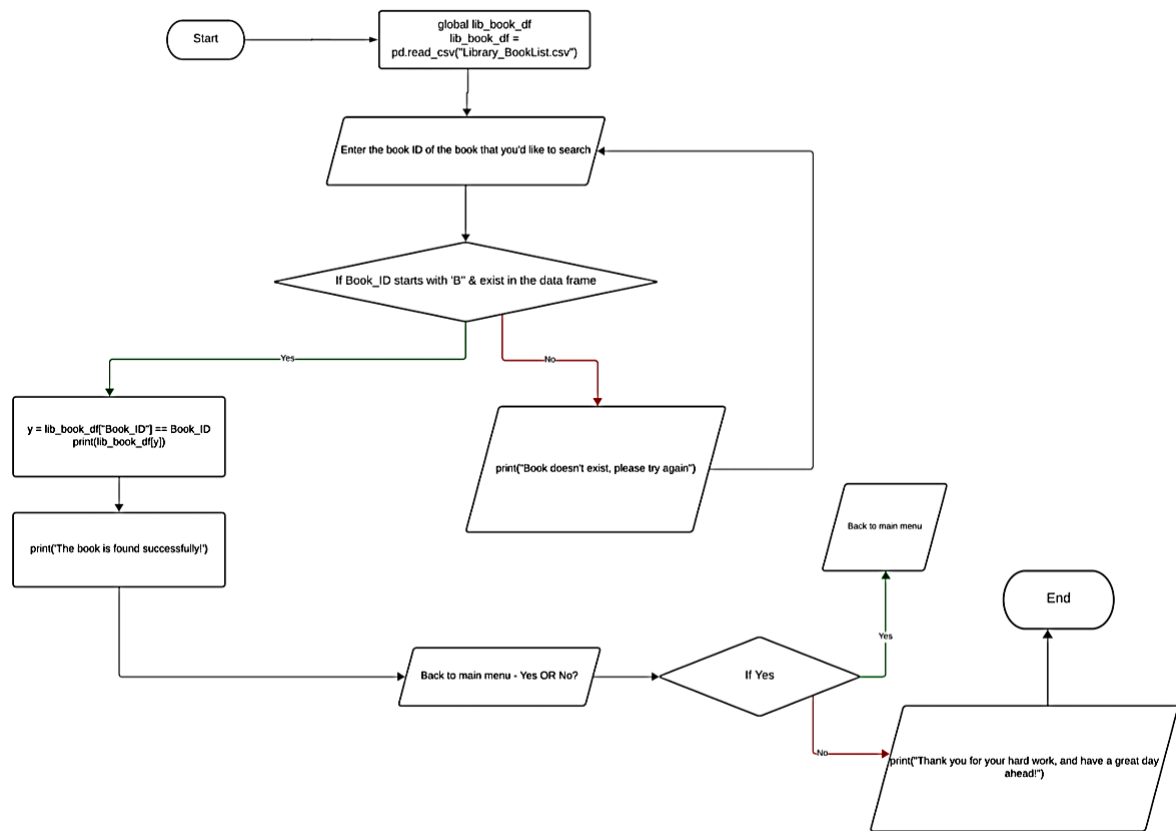 Start
global lib_book_df
lib_book_df =
pd.read_csv("Library_BookList.csv")
Enter the book ID of the book that you'd like to search
If Book_ID starts with 'B" & exist in the data frame
Yes
No
y = lib_book_df["Book_ID"] == Book_ID
print(lib_book_df[y])
print("Book doesn't exist, please try again")
print('The book is found successfully!')
Back to main menu
End
Yes
Back to main menu - Yes OR No?
If Yes
No
print("Thank you for your hard work, and have a great day
ahead!")